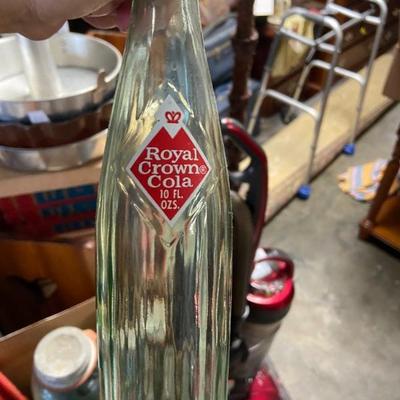 Royal
Crown®
Cola
10 FL.
OZS.